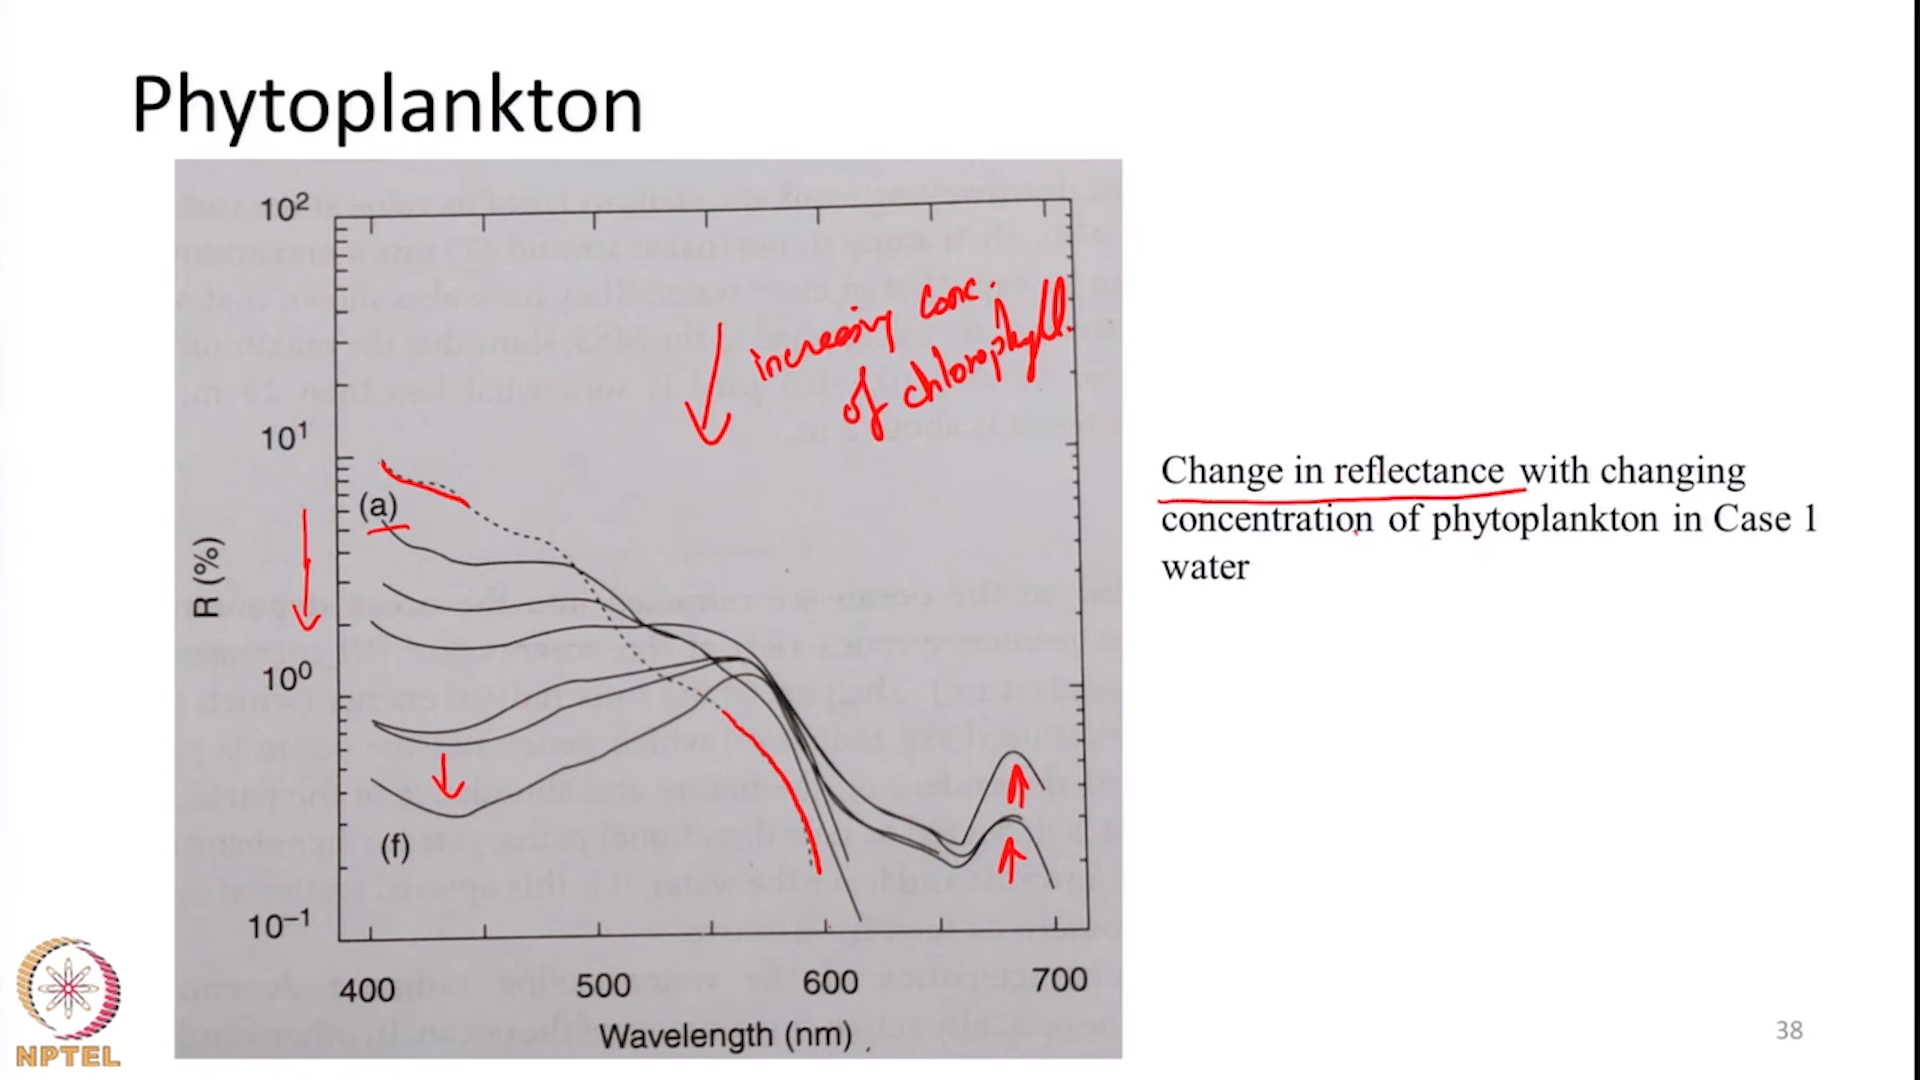 Phytoplankton
10²
increasing conc.
of chlorophyll
10¹
(a)
R (%)
10⁰
(f)
10⁻¹
400 500 600 700
Wavelength (nm)
Change in reflectance with changing
concentration of phytoplankton in Case 1
water
NPTEL
38